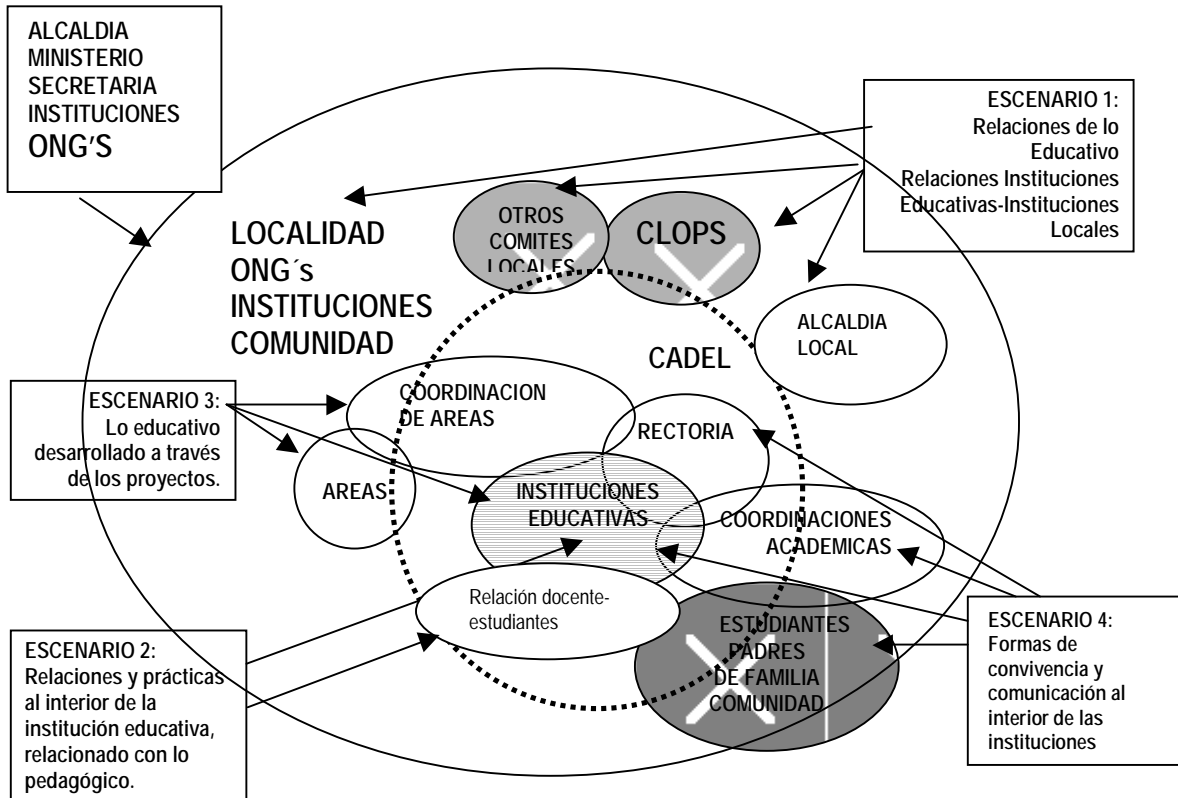 ALCALDIA
MINISTERIO
SECRETARIA
INSTITUCIONES
ONG'S
ESCENARIO 1:
Relaciones de lo
Educativo
Relaciones Instituciones
Educativas-Instituciones
Locales
LOCALIDAD
ONG´s
INSTITUCIONES
COMUNIDAD
OTROS
COMITES
LOCALES
CLOPS
ALCALDIA
LOCAL
CADEL
ESCENARIO 3:
Lo educativo
desarrollado a través
de los proyectos.
COORDINACION
DE AREAS
RECTORIA
AREÁS
INSTITUCIONES
EDUCATIVAS
COORDINACIONES
ACADEMICAS
Relación docente-
estudiantes
ESTUDIANTES
PADRES
DE FAMILIA
COMUNIDAD
ESCENARIO 2:
Relaciones y prácticas
al interior de la
institución educativa,
relacionado con lo
pedagógico.
ESCENARIO 4:
Formas de
convivencia y
comunicación al
interior de las
instituciones